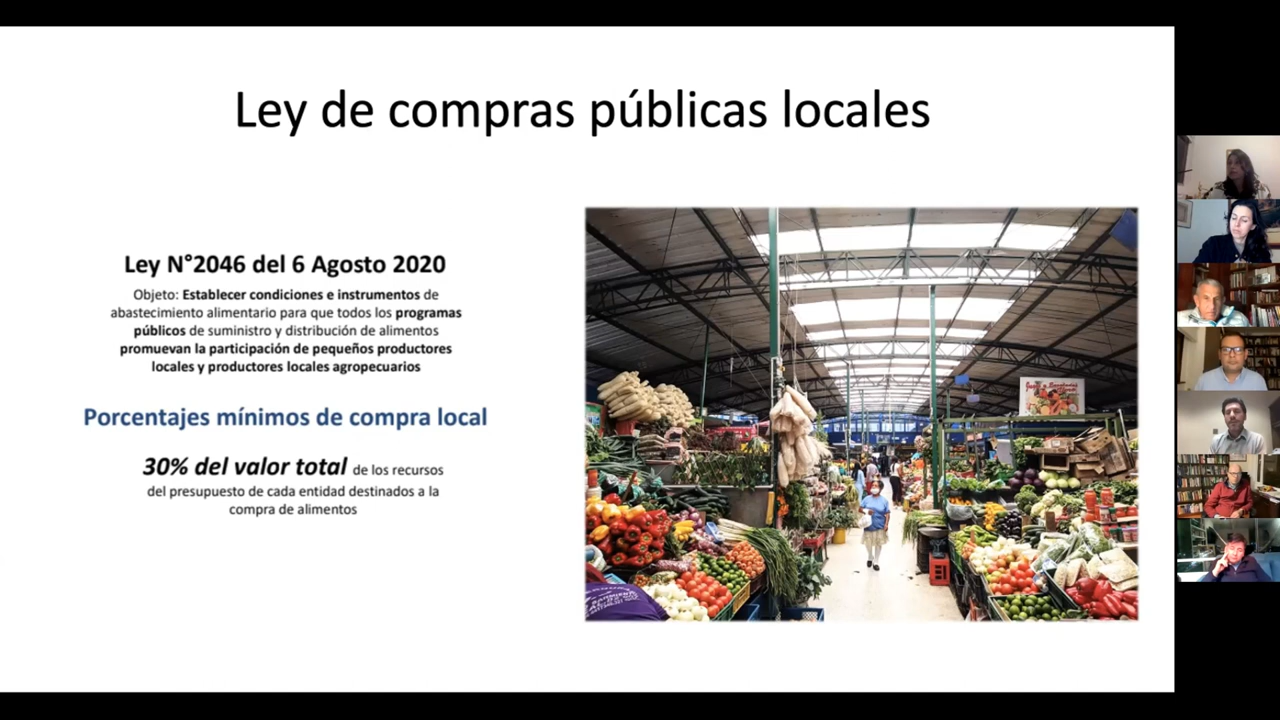 Ley de compras públicas locales
Ley N°2046 del 6 Agosto 2020
Objeto: Establecer condiciones e instrumentos de
abastecimiento alimentario para que todos los programas
públicos de suministro y distribución de alimentos
promuevan la participación de pequeños productores
locales y productores locales agropecuarios
Porcentajes mínimos de compra local
30% del valor total de los recursos
del presupuesto de cada entidad destinados a la
compra de alimentos